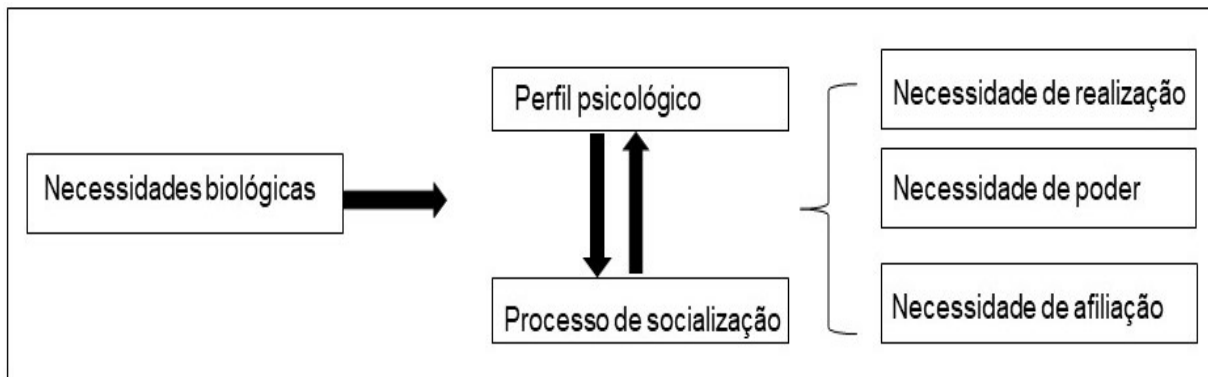 Necessidades biológicas
Perfil psicológico
Processo de socialização
Necessidade de realização
Necessidade de poder
Necessidade de afiliação